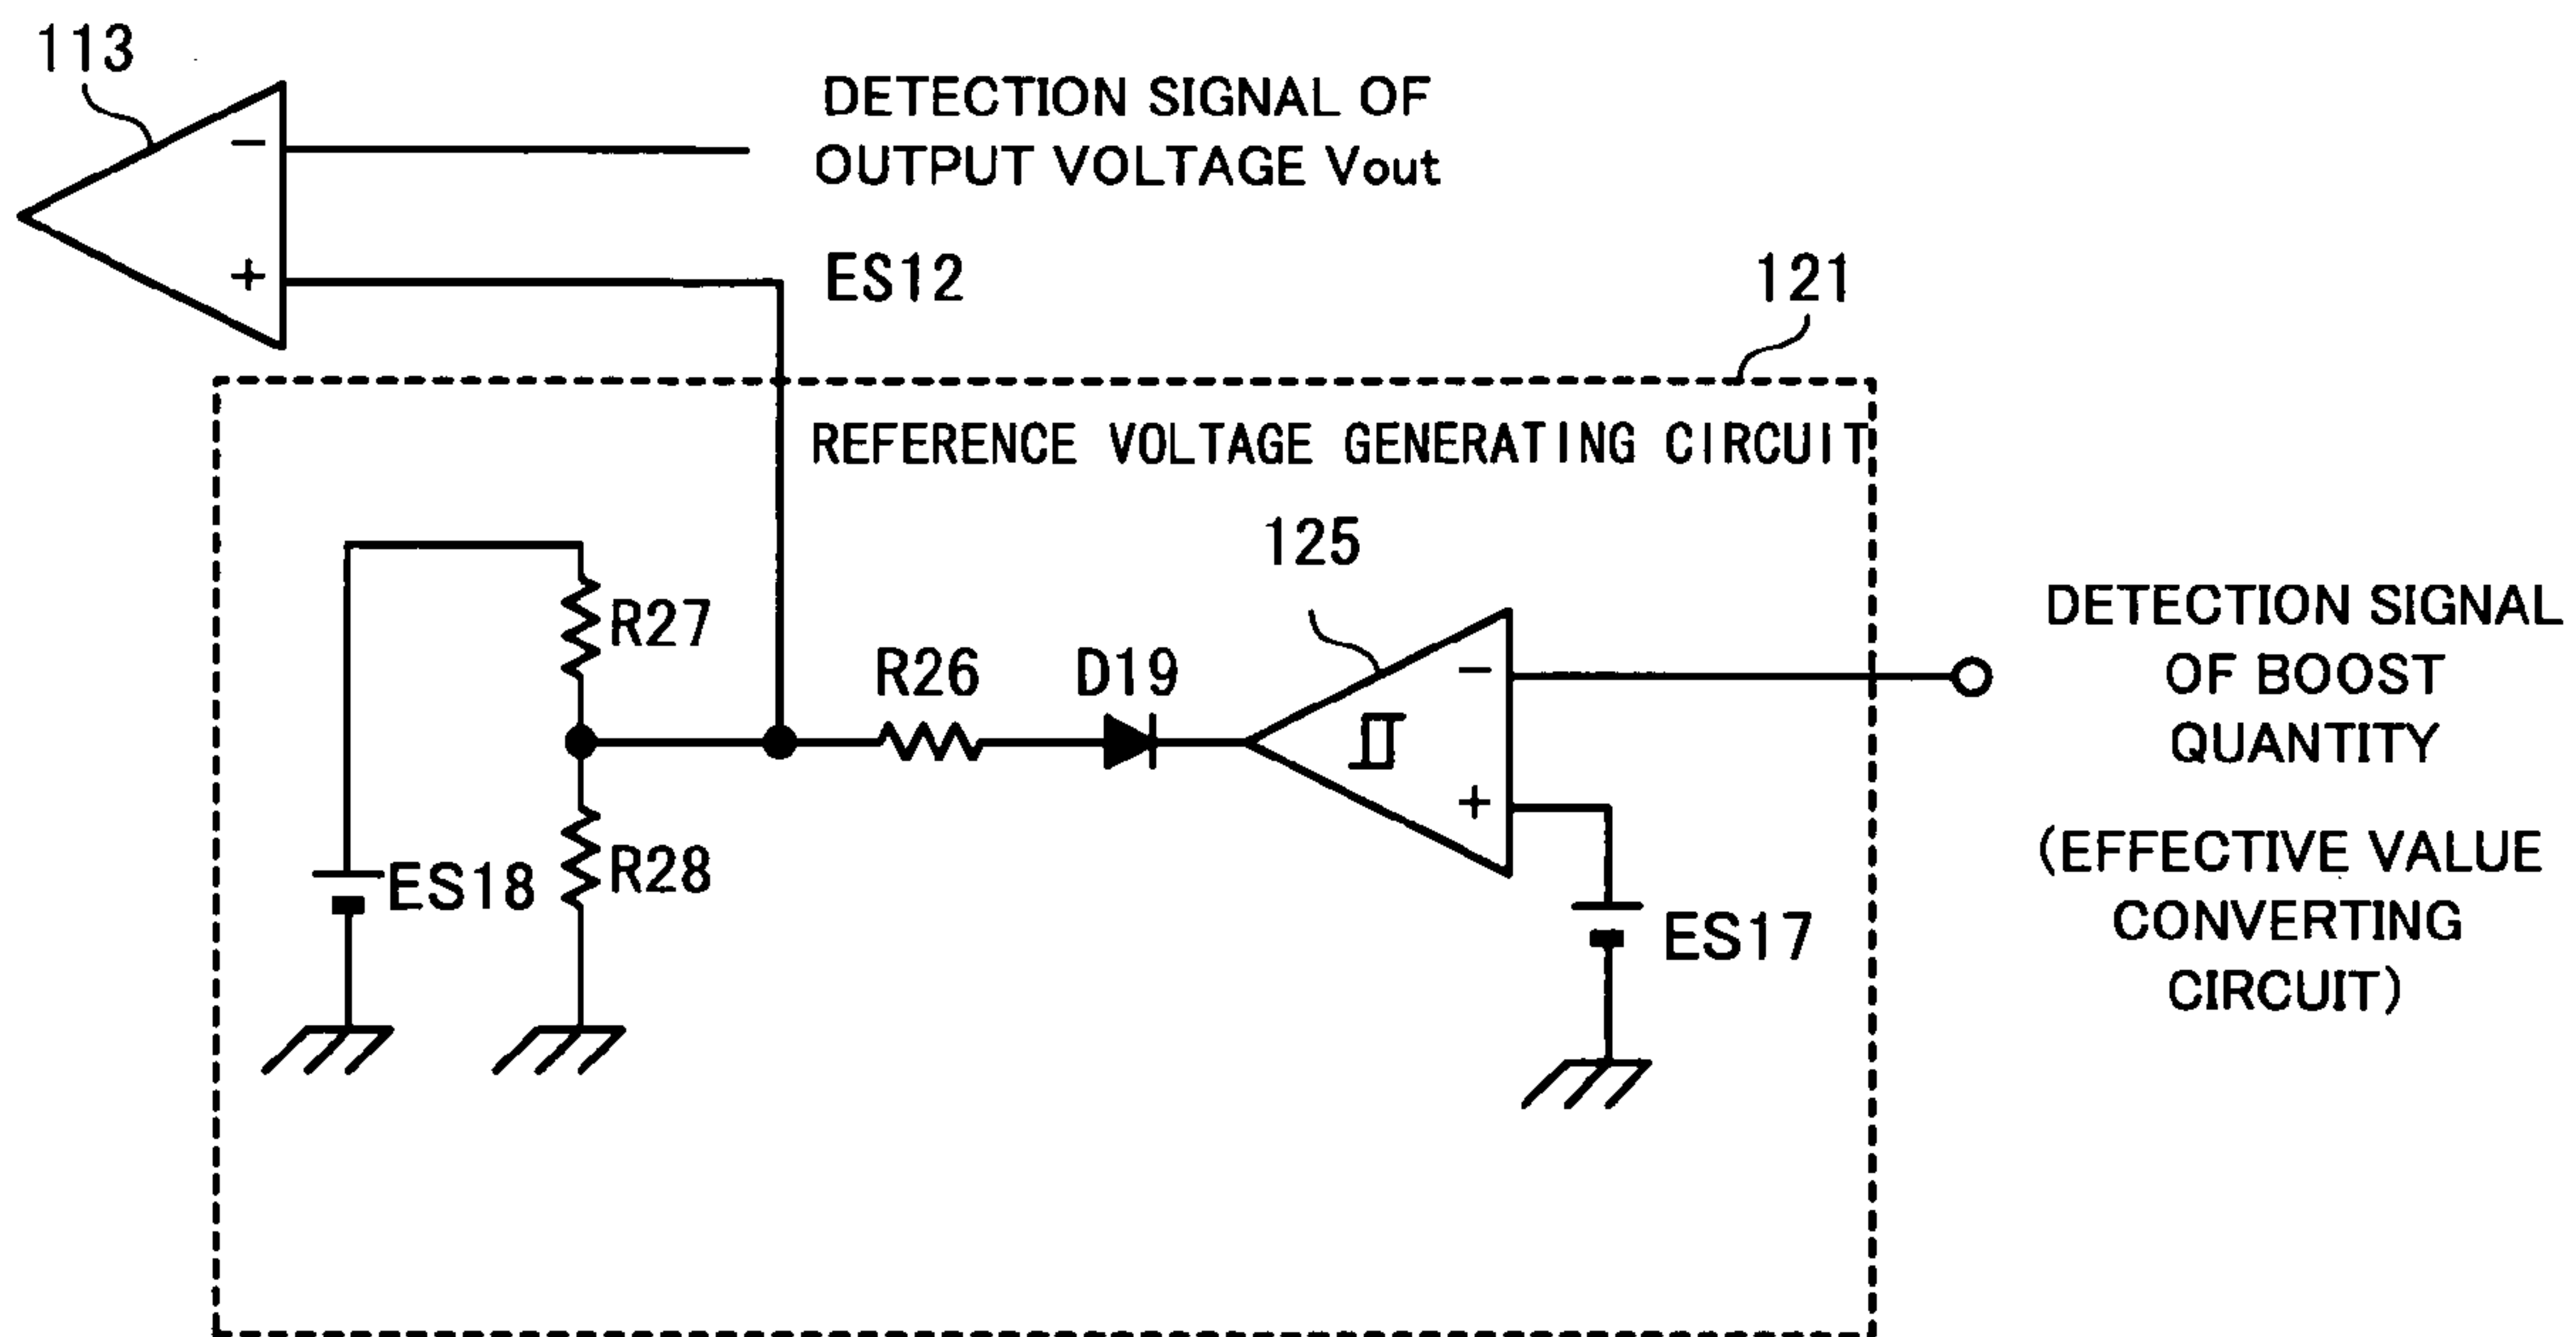 113
DETECTION SIGNAL OF
OUTPUT VOLTAGE Vout
−
+
ES12
121
REFERENCE VOLTAGE GENERATING CIRCUIT
125
R27
R26
D19
−
+
R28
ES18
ES17
DETECTION SIGNAL
OF BOOST
QUANTITY
(EFFECTIVE VALUE
CONVERTING
CIRCUIT)